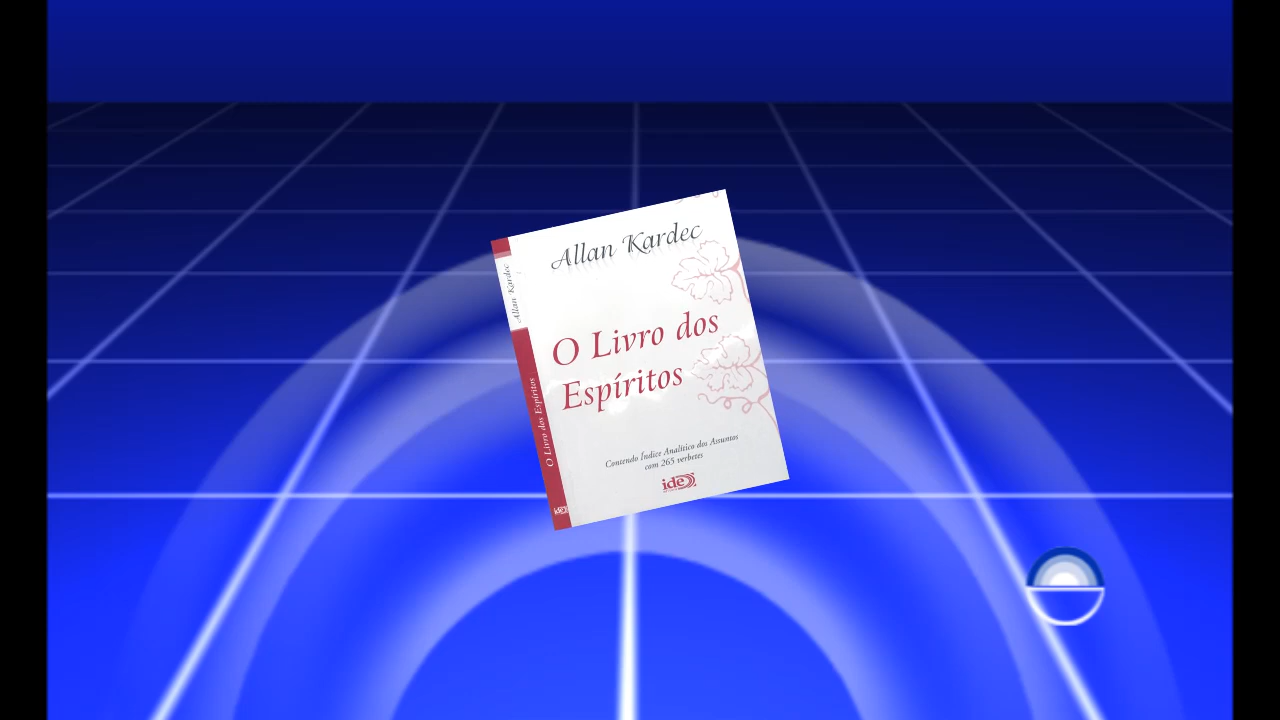 Allan Kardec
O Livro dos
Espíritos
Contendo Índice Analítico dos Assuntos
com 265 verbetes
ide
Allan Kardec
O Livro dos Espíritos
ide